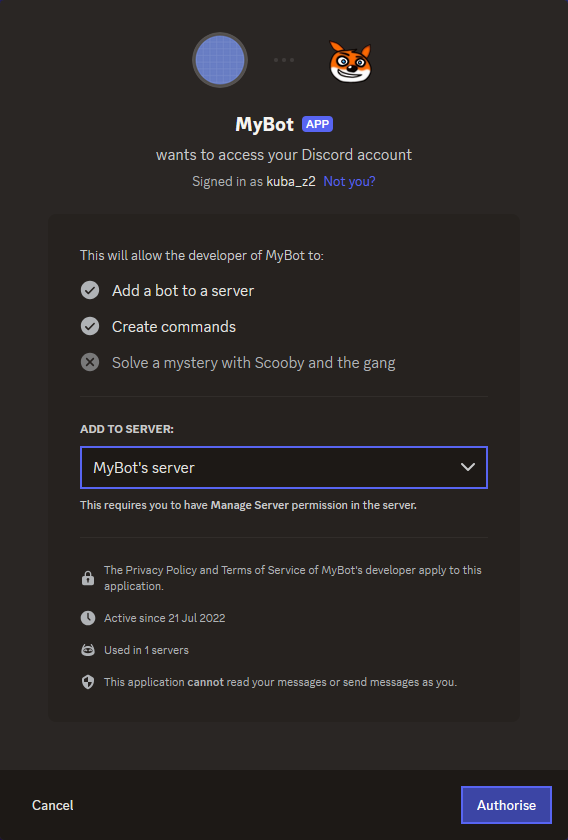 MyBot APP
wants to access your Discord account
Signed in as kuba_z2 Not you?
This will allow the developer of MyBot to:
Add a bot to a server
Create commands
Solve a mystery with Scooby and the gang
ADD TO SERVER:
MyBot's server
This requires you to have Manage Server permission in the server.
The Privacy Policy and Terms of Service of MyBot's developer apply to this
application.
Active since 21 Jul 2022
Used in 1 servers
This application cannot read your messages or send messages as you.
Cancel Authorise